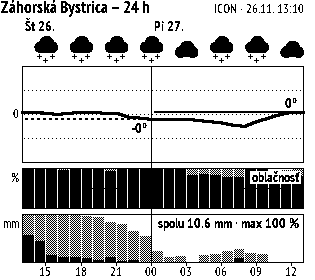 Záhorská Bystrica – 24 h
ICON · 26.11. 13:10
Št 26.
Pi 27.
0
0°
-0°
%
oblačnosť
mm
spolu 10.6 mm · max 100 %
15 18 21 00 03 06 09 12